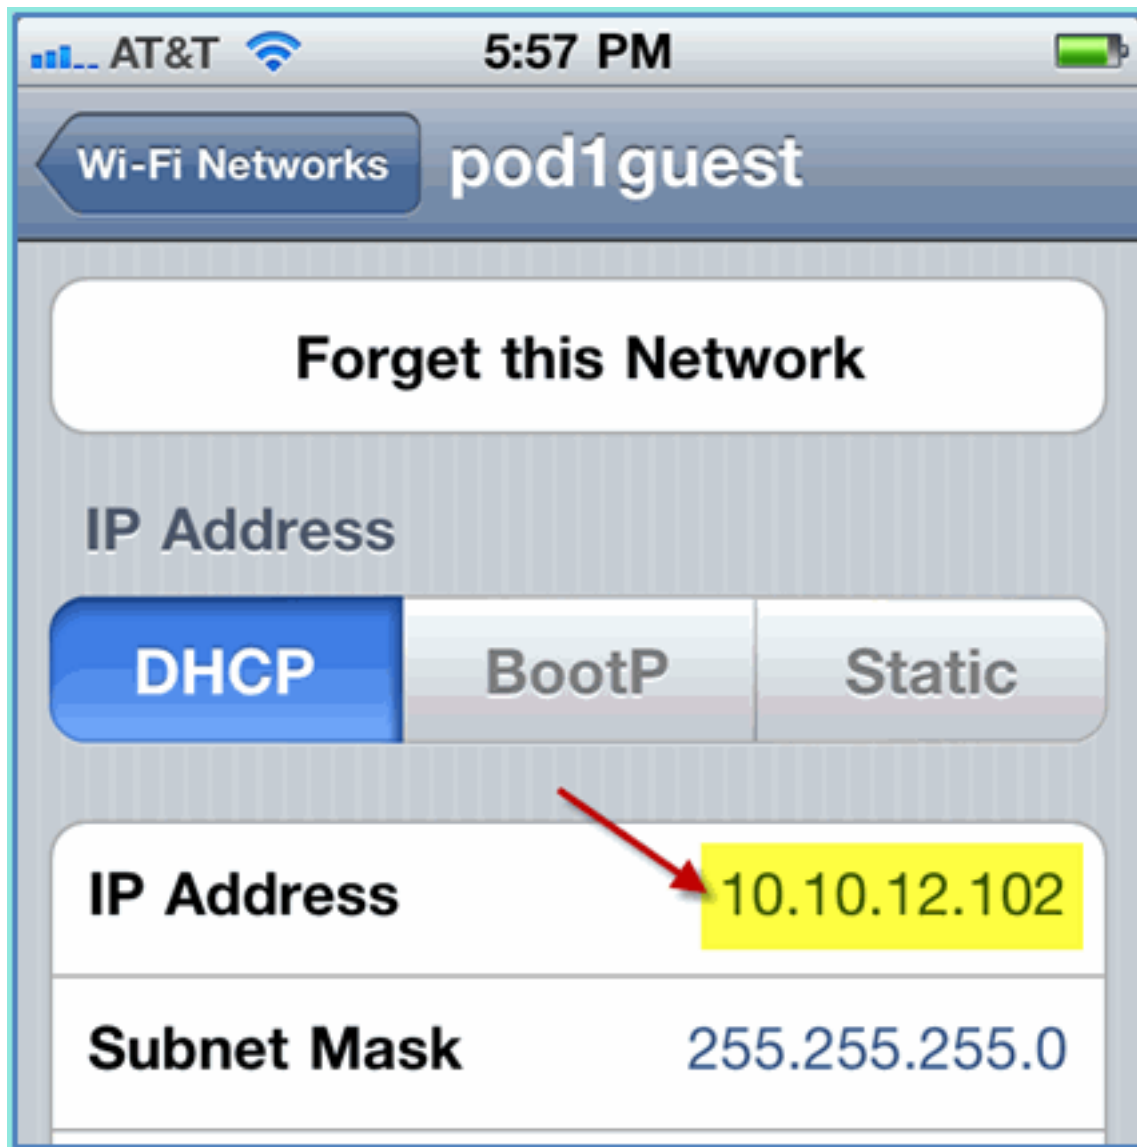 AT&T 5:57 PM
Wi-Fi Networks pod1guest
Forget this Network
IP Address
DHCP BootP Static
IP Address 10.10.12.102
Subnet Mask 255.255.255.0